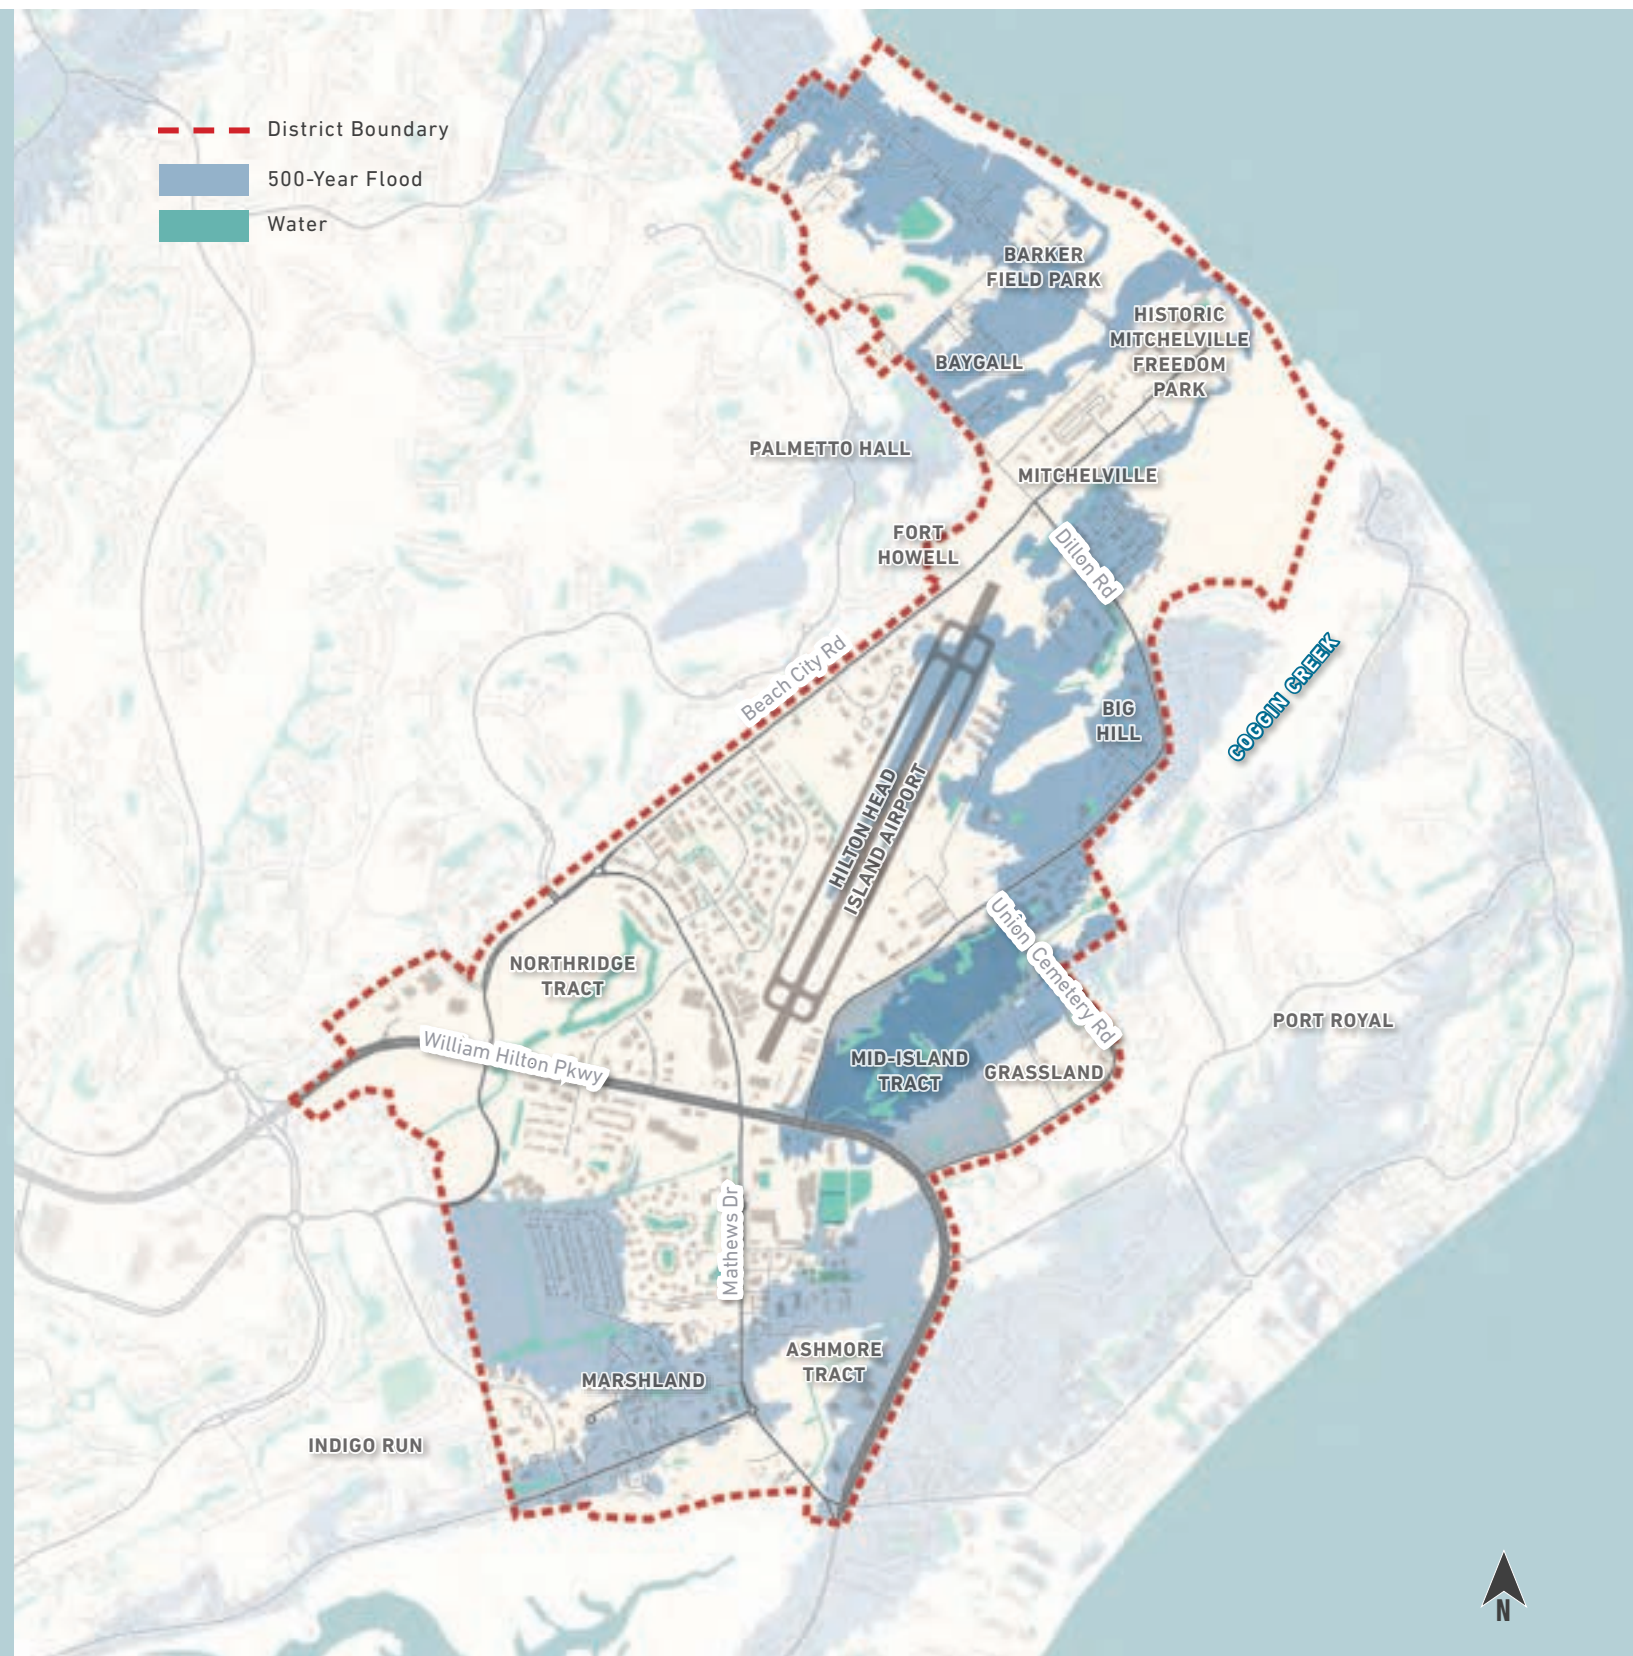 District Boundary
500-Year Flood
Water
BARKER
FIELD PARK
HISTORIC
MITCHELVILLE
FREEDOM
PARK
BAYGALL
PALMETTO HALL
MITCHELVILLE
FORT
HOWELL
Dillon Rd
Beach City Rd
COGGIN CREEK
BIG
HILL
HILTON HEAD
ISLAND AIRPORT
Union Cemetery Rd
NORTHRIDGE
TRACT
PORT ROYAL
William Hilton Pkwy
MID-ISLAND
TRACT
GRASSLAND
Mathews Dr
ASHMORE
TRACT
MARSHLAND
INDIGO RUN
N